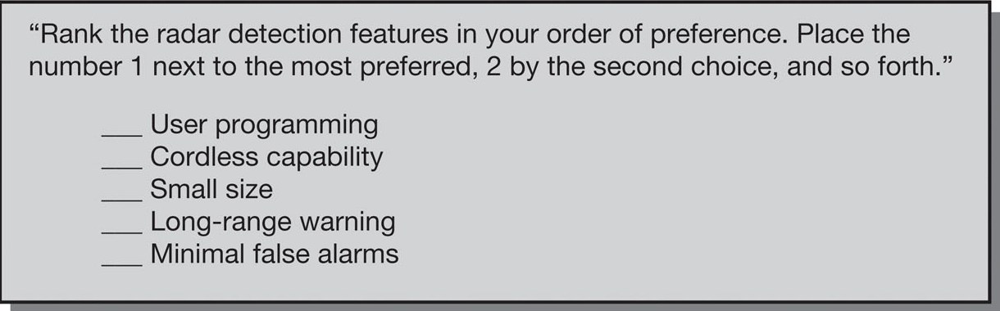 “Rank the radar detection features in your order of preference. Place the
number 1 next to the most preferred, 2 by the second choice, and so forth.”
___ User programming
___ Cordless capability
___ Small size
___ Long-range warning
___ Minimal false alarms